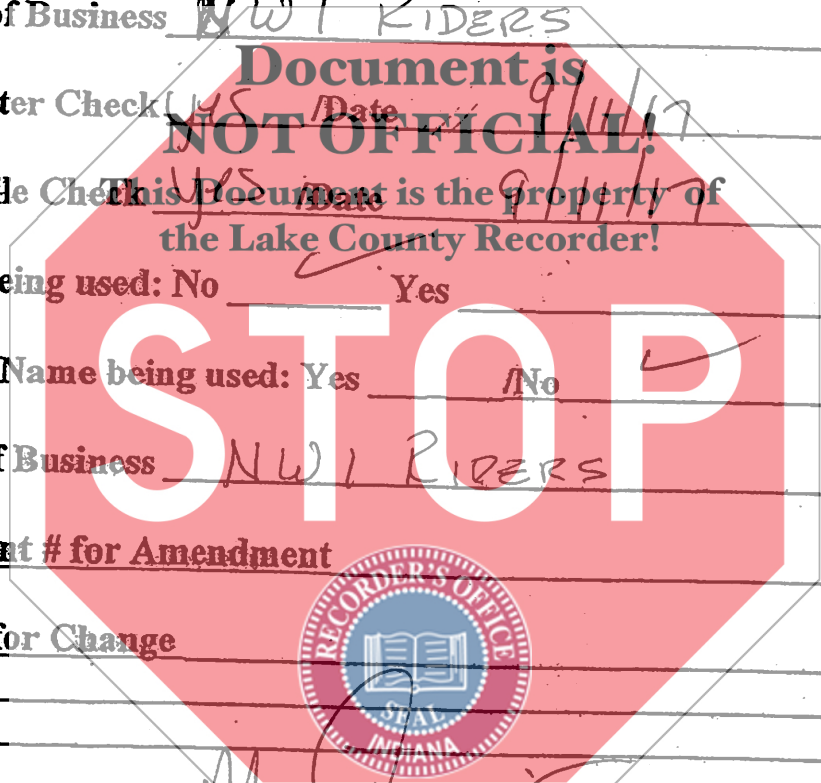 of Business NWI RIDERS
Document is
ter Check yes /Date 9/11/17
NOT OFFICIAL!
le Check yes /Date 9/11/17
This Document is the property of
the Lake County Recorder!
eing used: No ✓ Yes
STOP
Name being used: Yes /No ✓
f Business NWI RIDERS
nt # for Amendment
RECORDER'S OFFICE
for Change
SEAL
INDIANA